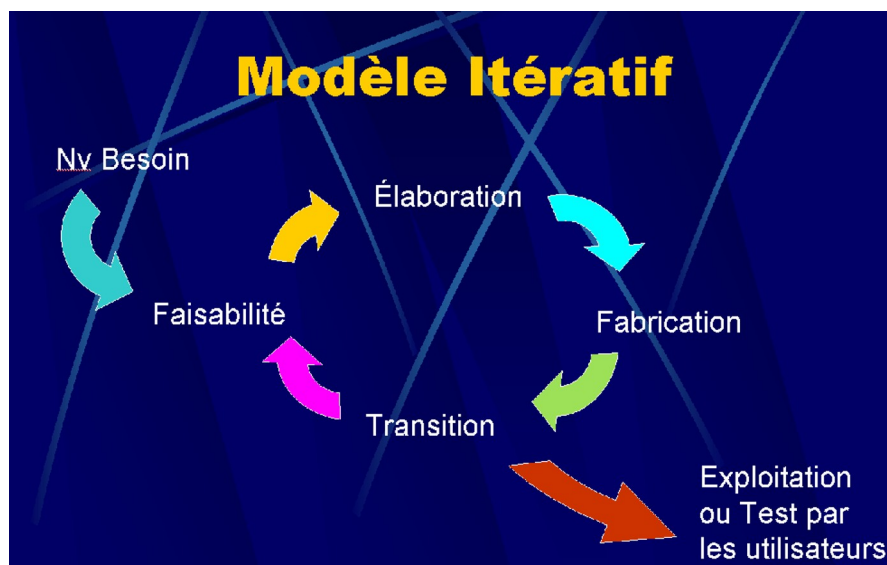 Modèle Itératif
Nv Besoin
Élaboration
Faisabilité
Fabrication
Transition
Exploitation
ou Test par
les utilisateurs